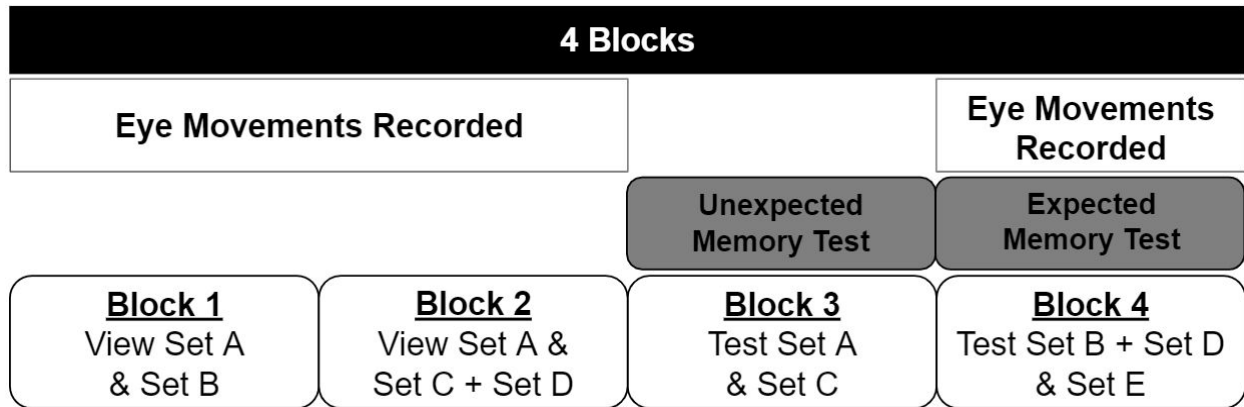 4 Blocks
Eye Movements Recorded
Eye Movements
Recorded
Unexpected
Memory Test
Expected
Memory Test
Block 1
View Set A
& Set B
Block 2
View Set A &
Set C + Set D
Block 3
Test Set A
& Set C
Block 4
Test Set B + Set D
& Set E